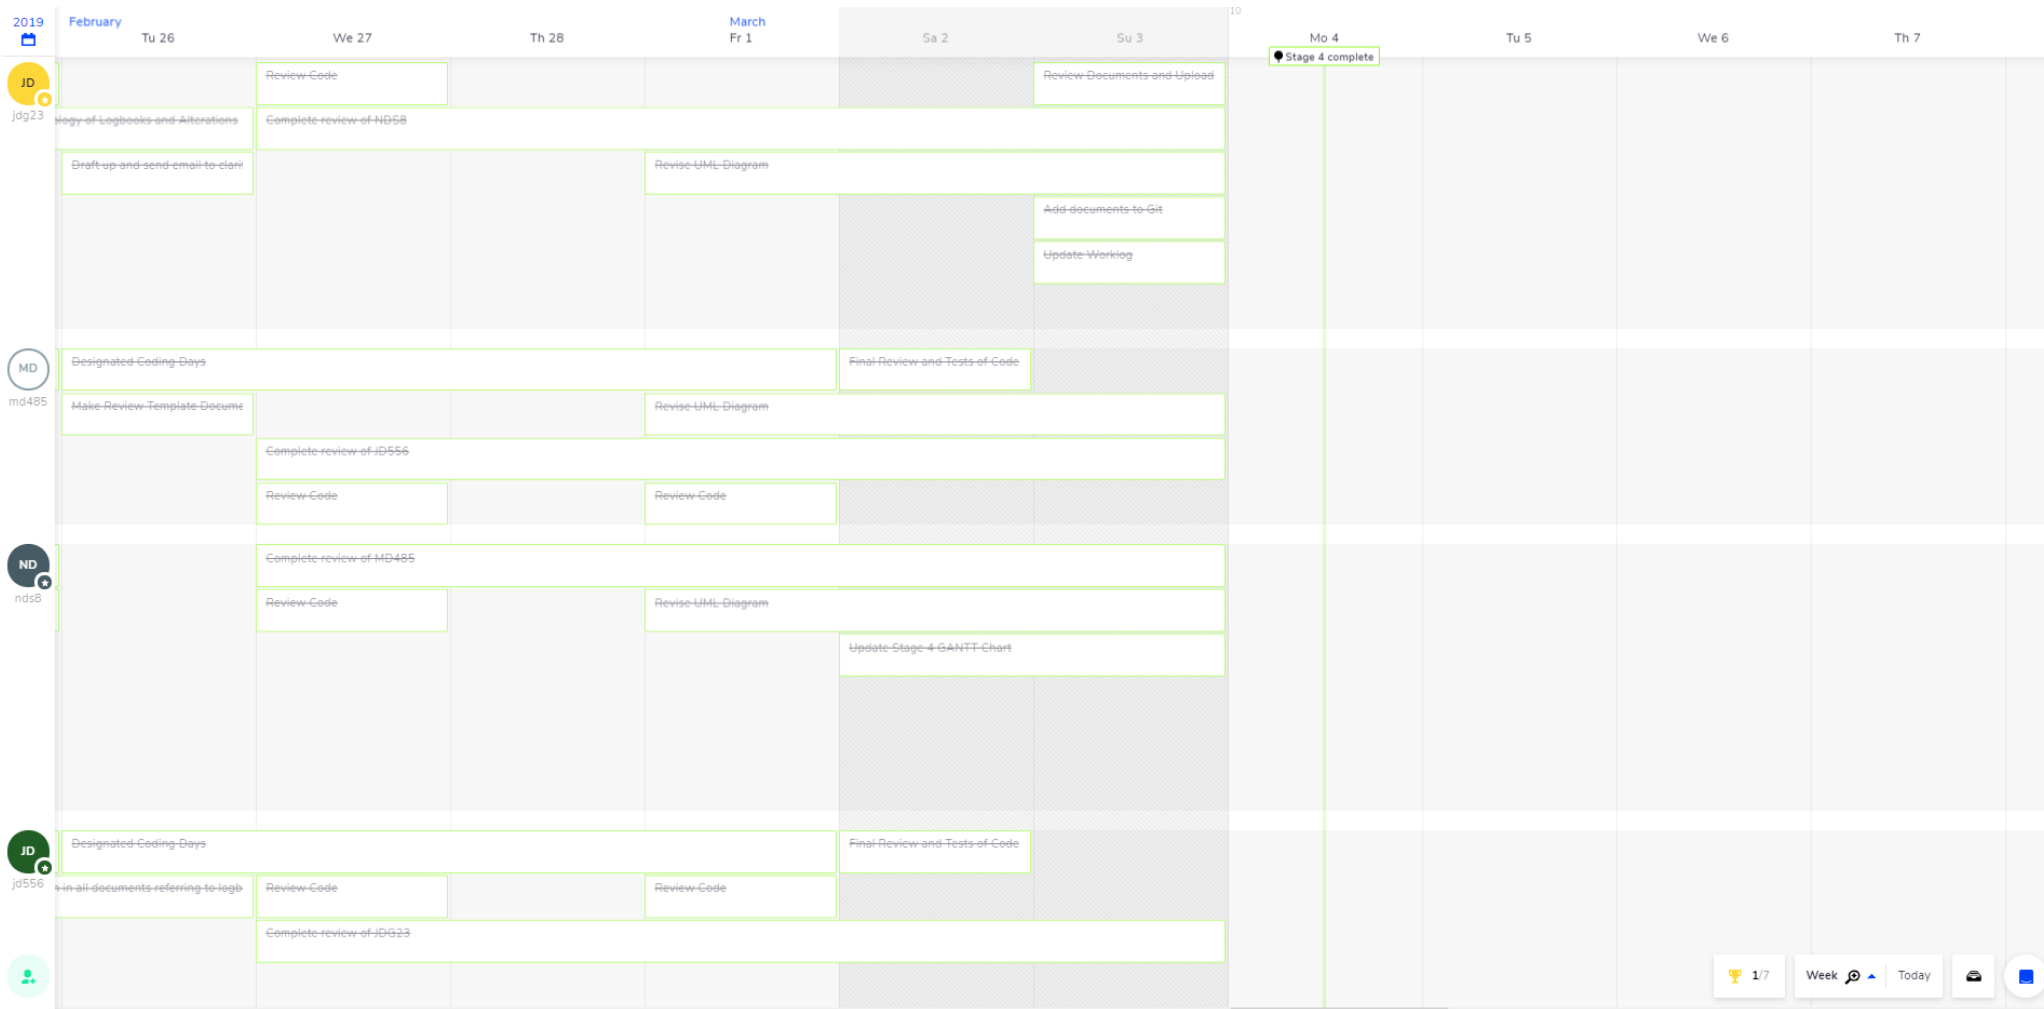 2019
February
March
10
Tu 26
We 27
Th 28
Fr 1
Sa 2
Su 3
Mo 4
Tu 5
We 6
Th 7
Stage 4 complete
JD
jdg23
Review Code
Review Documents and Upload
of Logbooks and Alterations
Complete review of NDS8
Draft up and send email to
Revise UML Diagram
Add documents to Git
Update Worklog
MD
md485
Designated Coding Days
Final Review and Tests of Code
Make Review Template
Revise UML Diagram
Complete review of JD556
Review Code
Review Code
ND
nds8
Complete review of MD485
Review Code
Revise UML Diagram
Update Stage 4 GANTT Chart
JD
jd556
Designated Coding Days
Final Review and Tests of Code
in all documents referring to
Review Code
Review Code
Complete review of JDG23
1/7
Week
Today